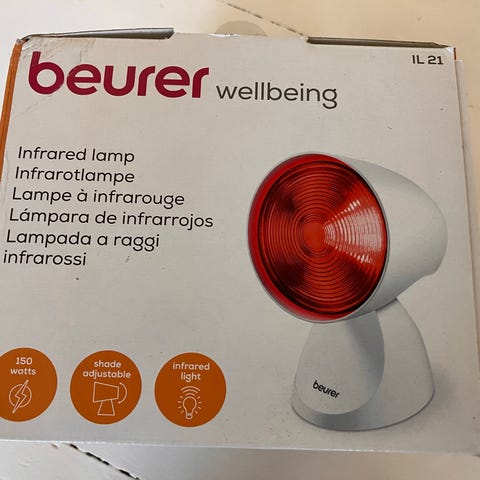 beurer wellbeing
IL 21
Infrared lamp
Infrarotlampe
Lampe à infrarouge
Lámpara de infrarrojos
Lampada a raggi
infrarossi
150
watts
shade
adjustable
infrared
light
beurer